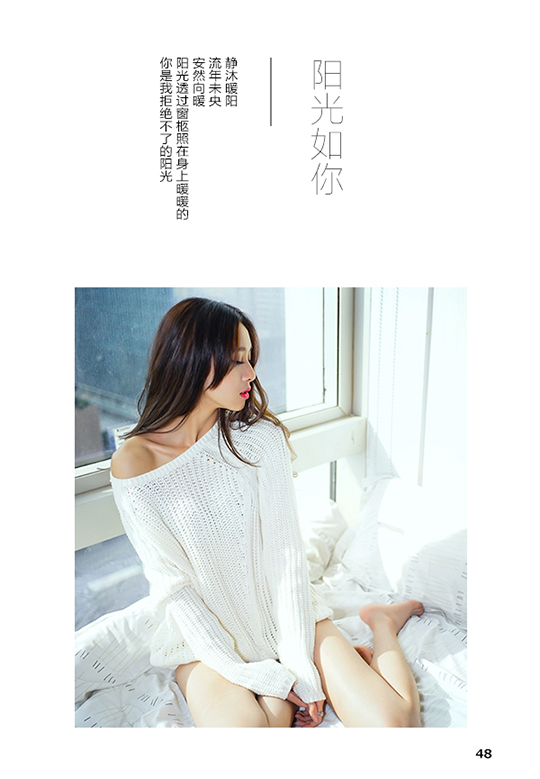 阳光如你
静沐暖阳
流年未央
安然向暖
阳光透过窗柩照在身上暖暖的
你是我拒绝不了的阳光
48